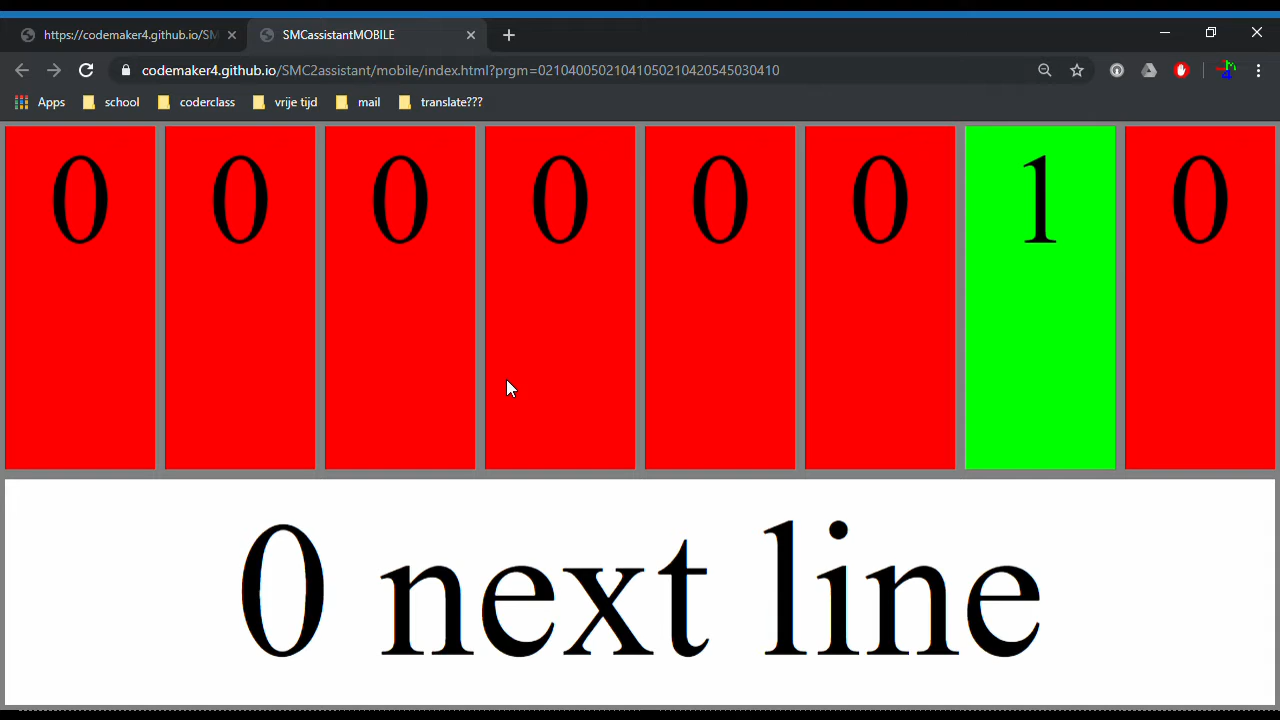 https://codemaker4.github.io/SM
SMCassistantMOBILE
codemaker4.github.io/SMC2assistant/mobile/index.html?prgm=02104005021041050210420545030410
Apps school coderclass vrije tijd mail translate???
0 0 0 0 0 0 1 0
0 next line